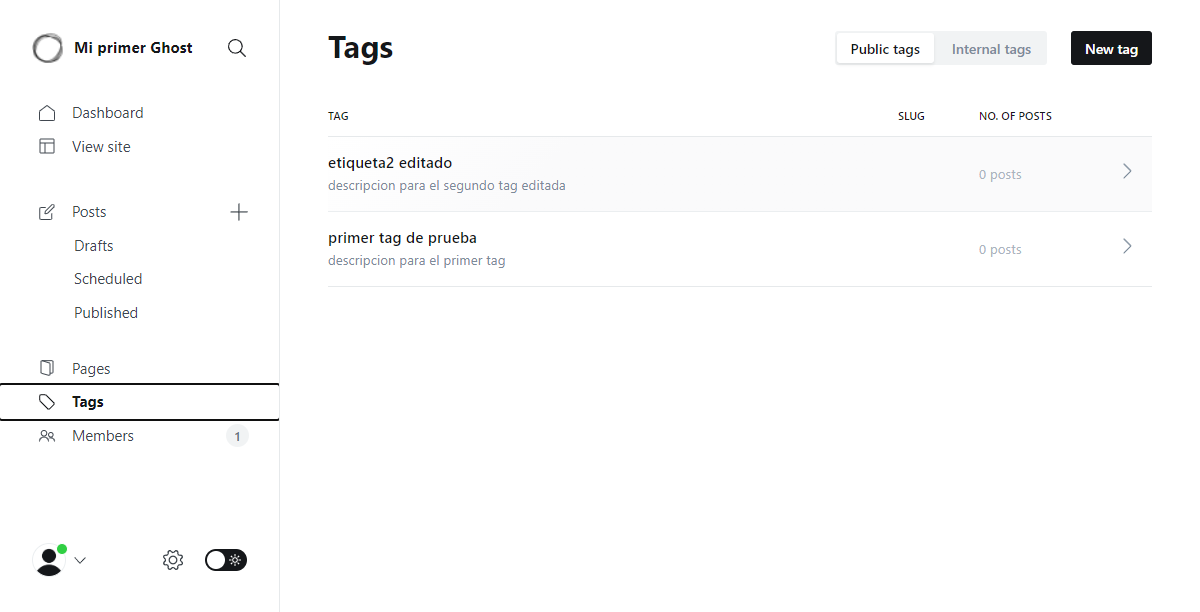 Mi primer Ghost
Dashboard
View site
Posts
Drafts
Scheduled
Published
Pages
Tags
Members 1
Tags
Public tags Internal tags New tag
TAG SLUG NO. OF POSTS
etiqueta2 editado
descripcion para el segundo tag editada
0 posts
primer tag de prueba
descripcion para el primer tag
0 posts